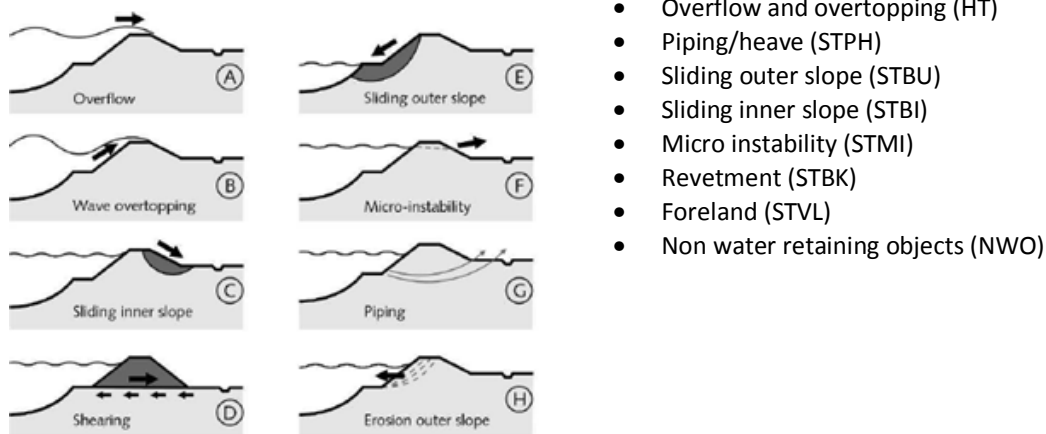 Overflow
A
Wave overtopping
B
Sliding inner slope
C
Shearing
D
Sliding outer slope
E
Micro-instability
F
Piping
G
Erosion outer slope
H
• Overflow and overtopping (HT)
• Piping/heave (STPH)
• Sliding outer slope (STBU)
• Sliding inner slope (STBI)
• Micro instability (STMI)
• Revetment (STBK)
• Foreland (STVL)
• Non water retaining objects (NWO)